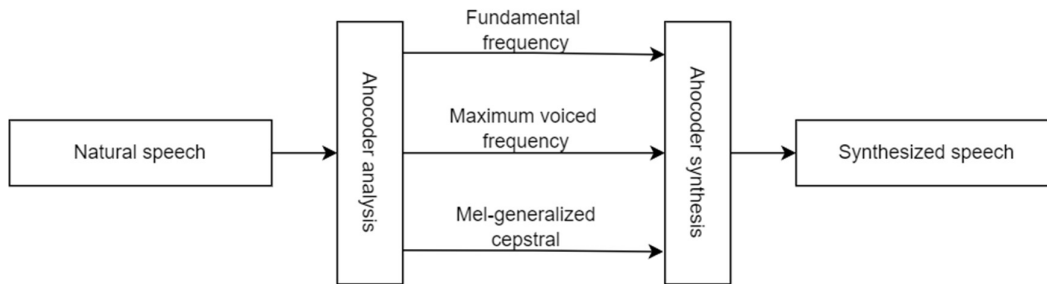 Natural speech
Ahocoder analysis
Fundamental
frequency
Maximum voiced
frequency
Mel-generalized
cepstral
Ahocoder synthesis
Synthesized speech